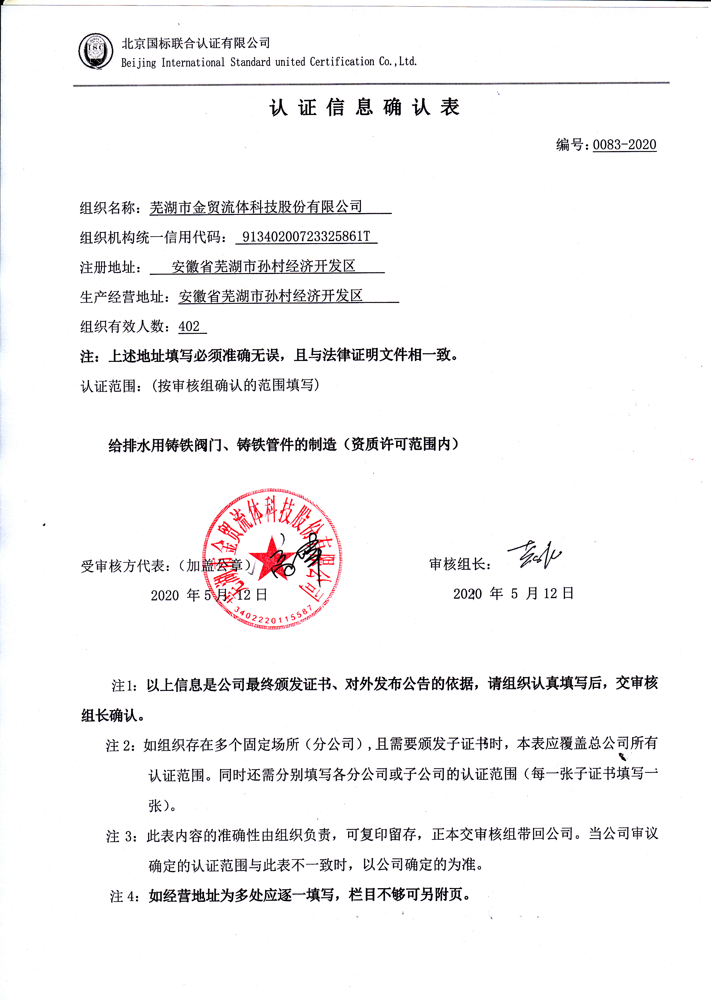 ISC
北京国标联合认证有限公司
Beijing International Standard united Certification Co.,Ltd.
认证信息确认表
编号:0083-2020
组织名称：芜湖市金贸流体科技股份有限公司
组织机构统一信用代码： 91340200723325861T
注册地址： 安徽省芜湖市孙村经济开发区
生产经营地址：安徽省芜湖市孙村经济开发区
组织有效人数：402
注：上述地址填写必须准确无误，且与法律证明文件相一致。
认证范围：(按审核组确认的范围填写)
给排水用铸铁阀门、铸铁管件的制造（资质许可范围内）
芜湖市金贸流体科技股份有限公司
3402220115587
受审核方代表：（加盖公章）
审核组长：
2020 年5月 12日
2020 年 5 月12日
注1：以上信息是公司最终颁发证书、对外发布公告的依据，请组织认真填写后，交审核
组长确认。
注 2：如组织存在多个固定场所（分公司）,且需要颁发子证书时，本表应覆盖总公司所有
认证范围。同时还需分别填写各分公司或子公司的认证范围（每一张子证书填写一
张）。
注 3：此表内容的准确性由组织负责，可复印留存，正本交审核组带回公司。当公司审议
确定的认证范围与此表不一致时，以公司确定的为准。
注 4：如经营地址为多处应逐一填写，栏目不够可另附页。